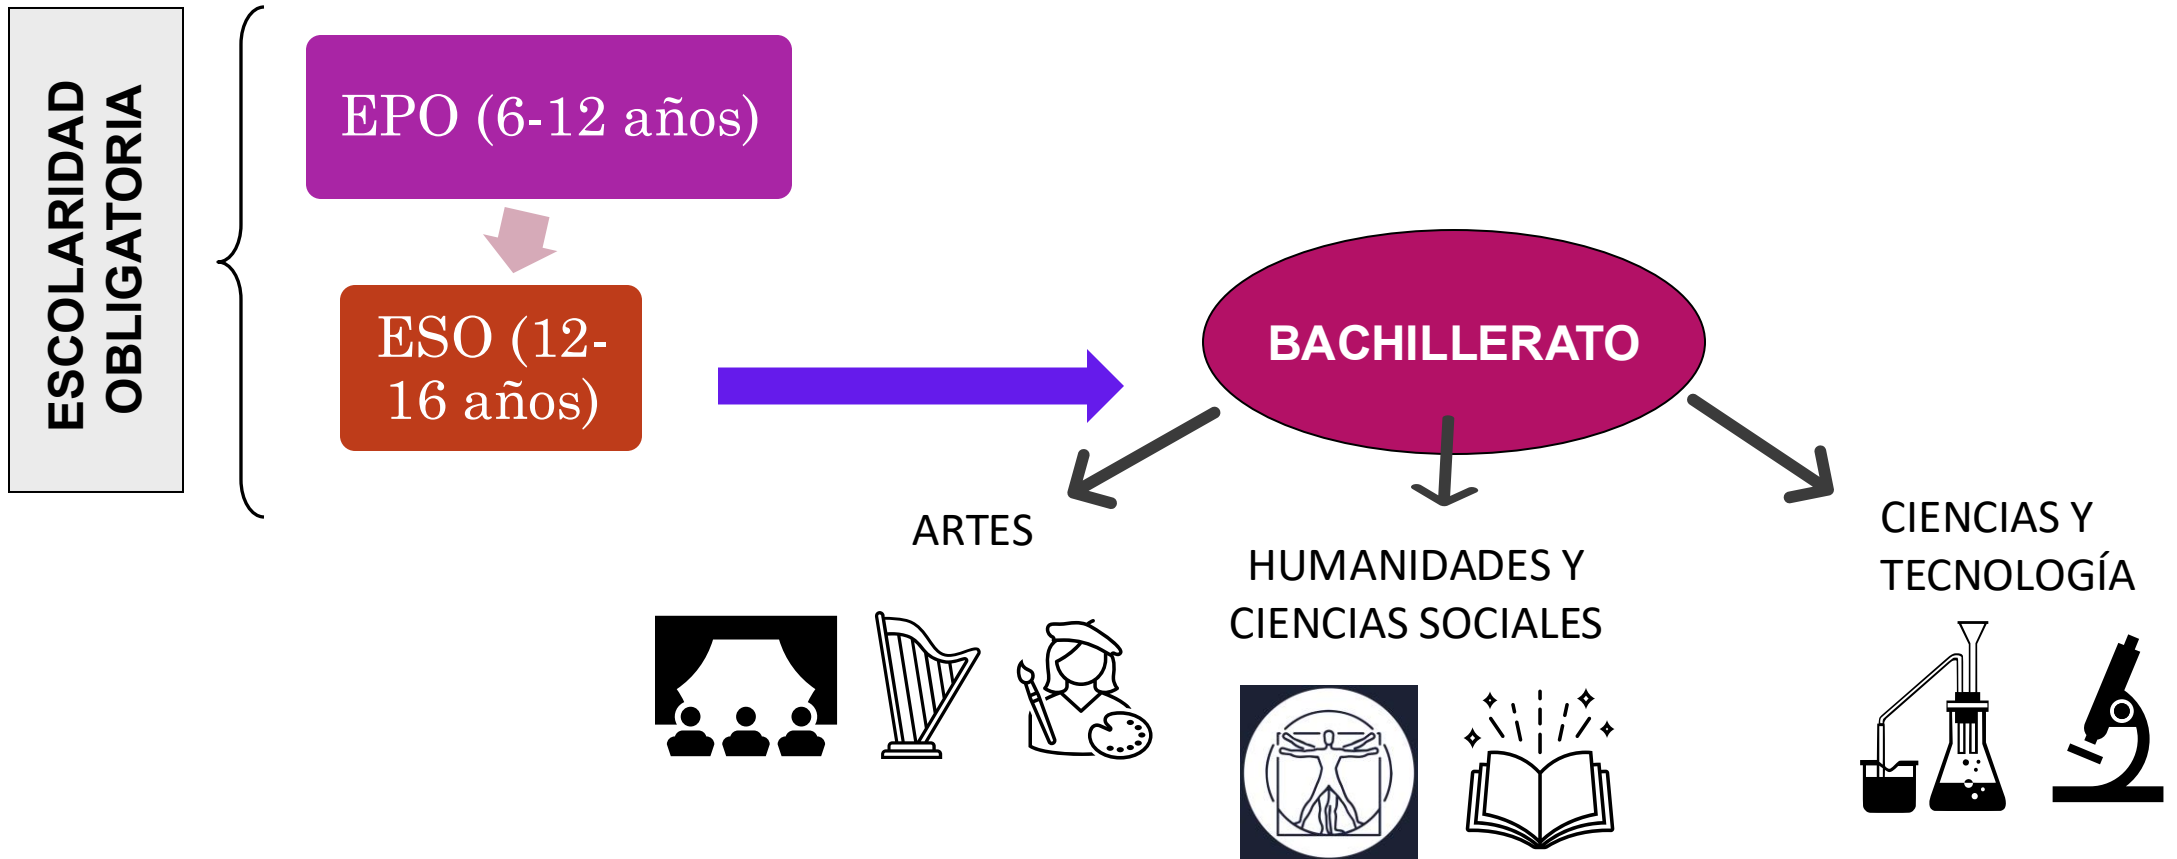 ESCOLARIDAD
OBLIGATORIA
EPO (6-12 años)
ESO (12-
16 años)
BACHILLERATO
ARTES
HUMANIDADES Y
CIENCIAS SOCIALES
CIENCIAS Y
TECNOLOGÍA